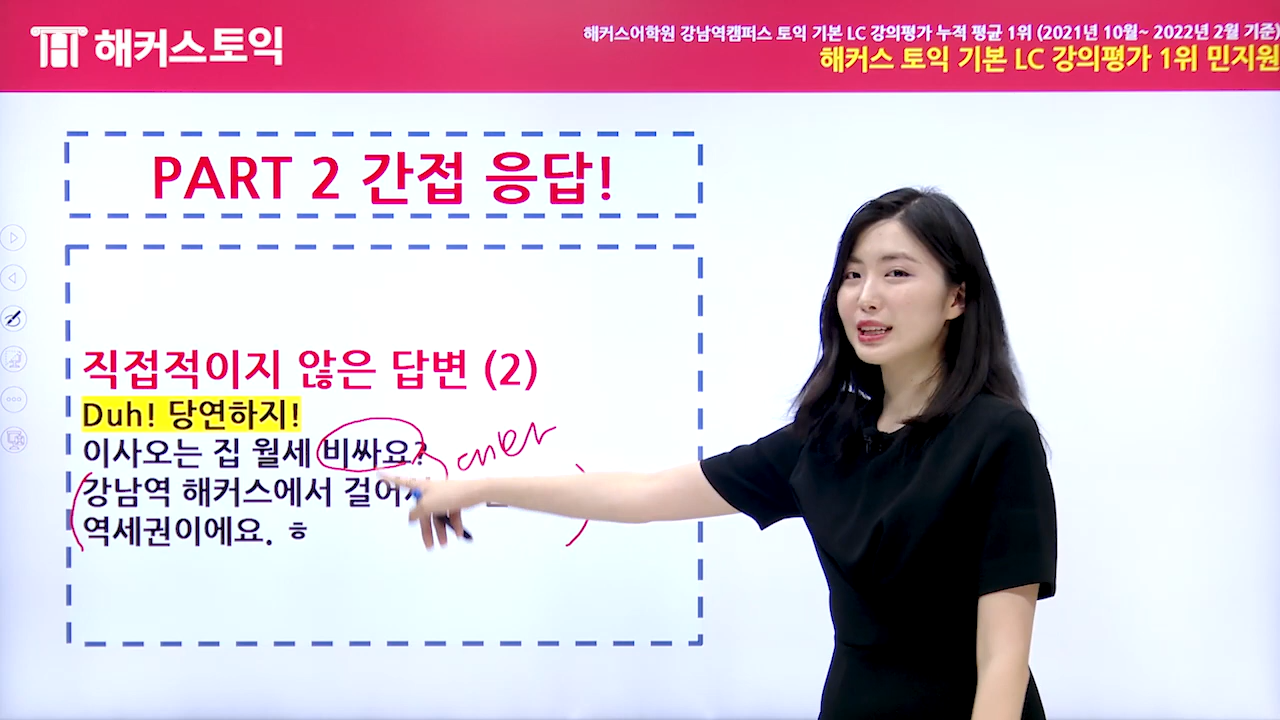 해커스토익
해커스어학원 강남역캠퍼스 토익 기본 LC 강의평가 누적 평균 1위 (2021년 10월~ 2022년 2월 기준)
해커스 토익 기본 LC 강의평가 1위 민지원
PART 2 간접 응답!
직접적이지 않은 답변 (2)
Duh! 당연하지!
이사오는 집 월세 비싸요?
강남역 해커스에서 걸어서
역세권이에요. ㅎ